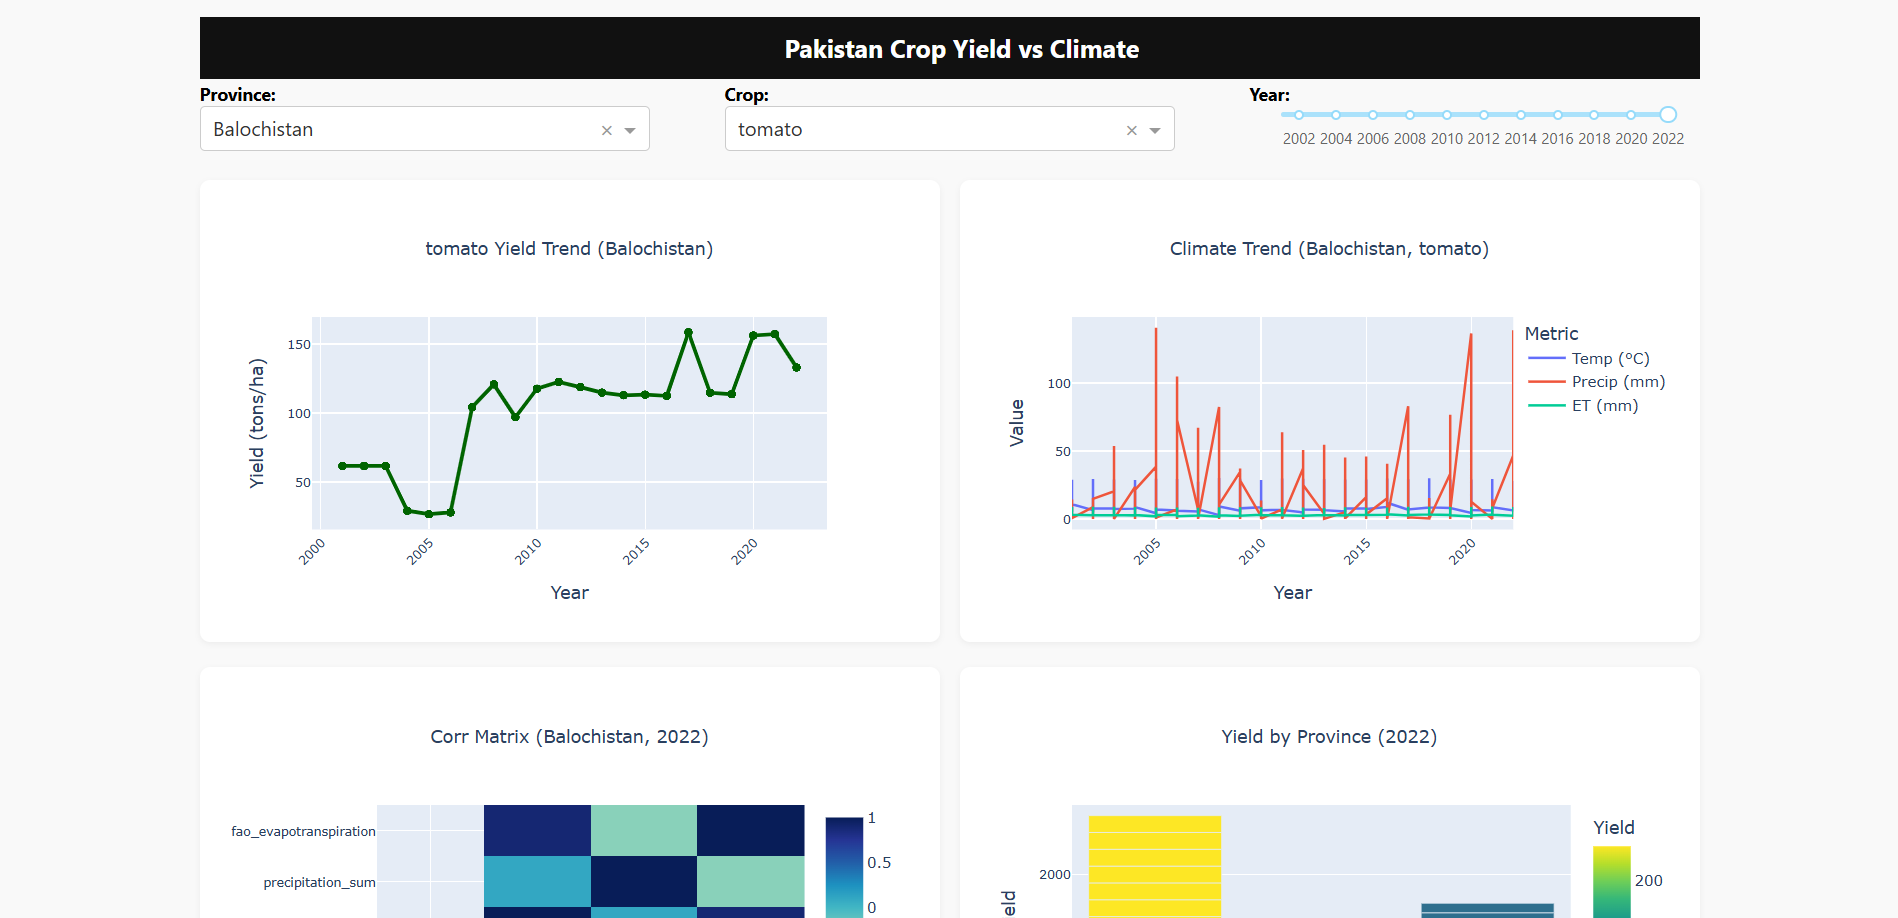 Pakistan Crop Yield vs Climate
Province:
Balochistan
Crop:
tomato
Year:
2002 2004 2006 2008 2010 2012 2014 2016 2018 2020 2022
tomato Yield Trend (Balochistan)
150
100
50
Yield (tons/ha)
2000 2005 2010 2015 2020
Year
Climate Trend (Balochistan, tomato)
100
50
0
Value
2005 2010 2015 2020
Year
Metric
Temp (°C)
Precip (mm)
ET (mm)
Corr Matrix (Balochistan, 2022)
fao_evapotranspiration
precipitation_sum
1
0.5
0
Yield by Province (2022)
2000
Yield
200